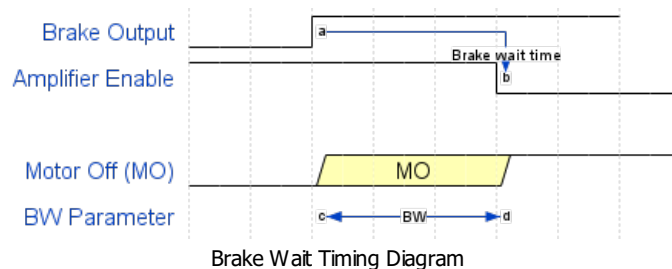 Brake Output
a
Brake wait time
Amplifier Enable
b
Motor Off (MO)
MO
BW Parameter
c
BW
d
Brake Wait Timing Diagram